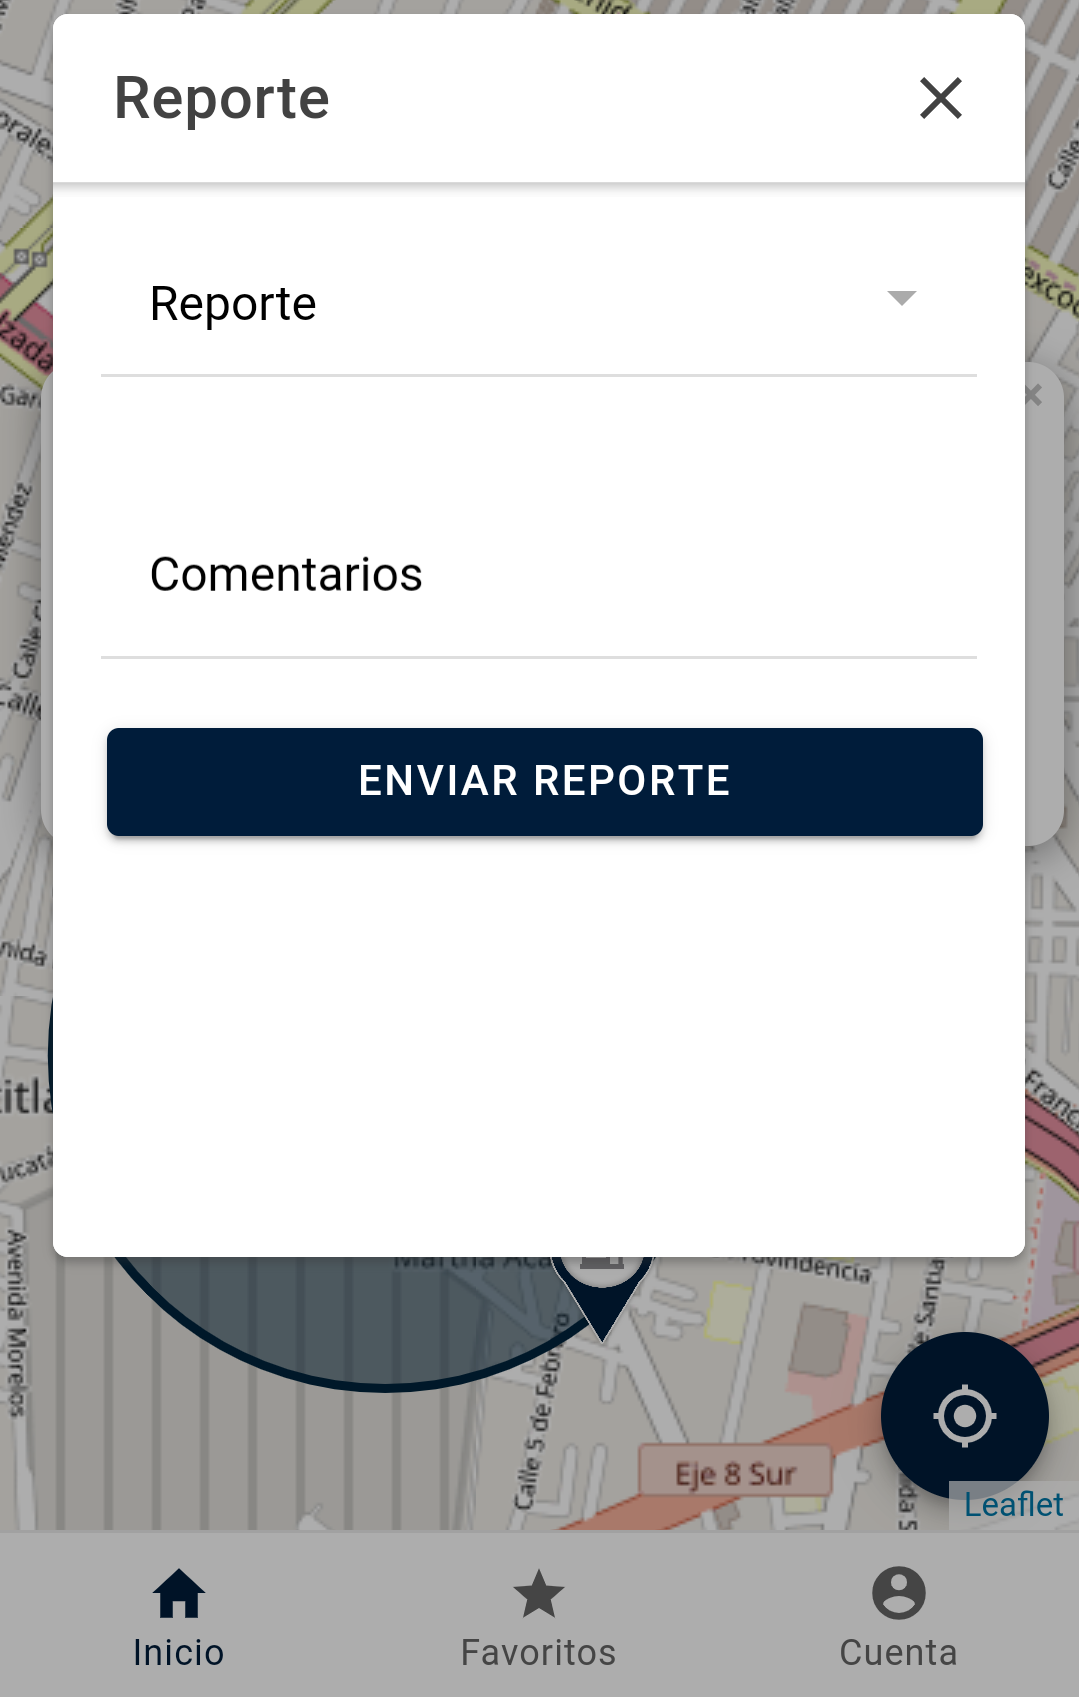 Reporte
Reporte
Comentarios
ENVIAR REPORTE
Calle 5 de Febrero
Avenida Morelos
Eje 8 Sur
Leaflet
Inicio
Favoritos
Cuenta